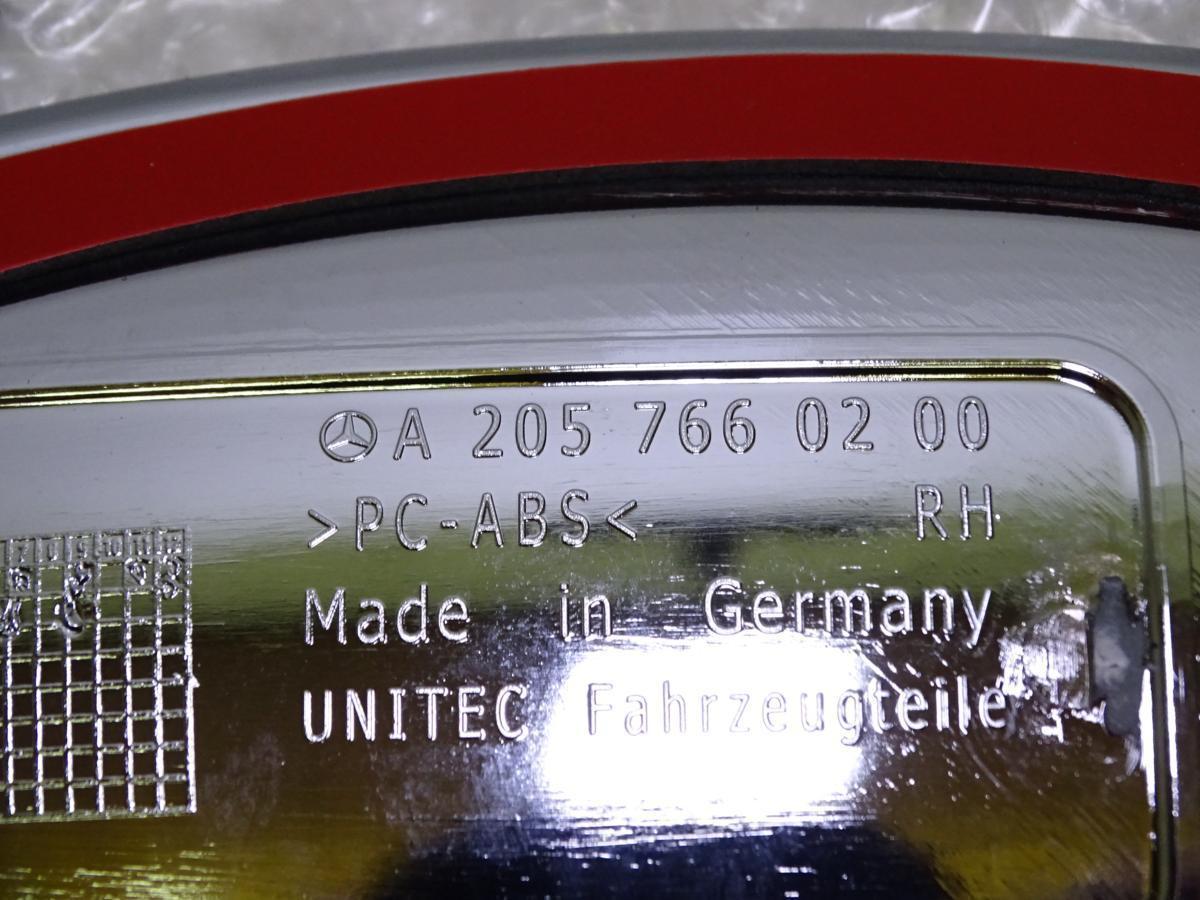 A 205 766 02 00
>PC-ABS< RH
Made in Germany
UNITEC Fahrzeugteile